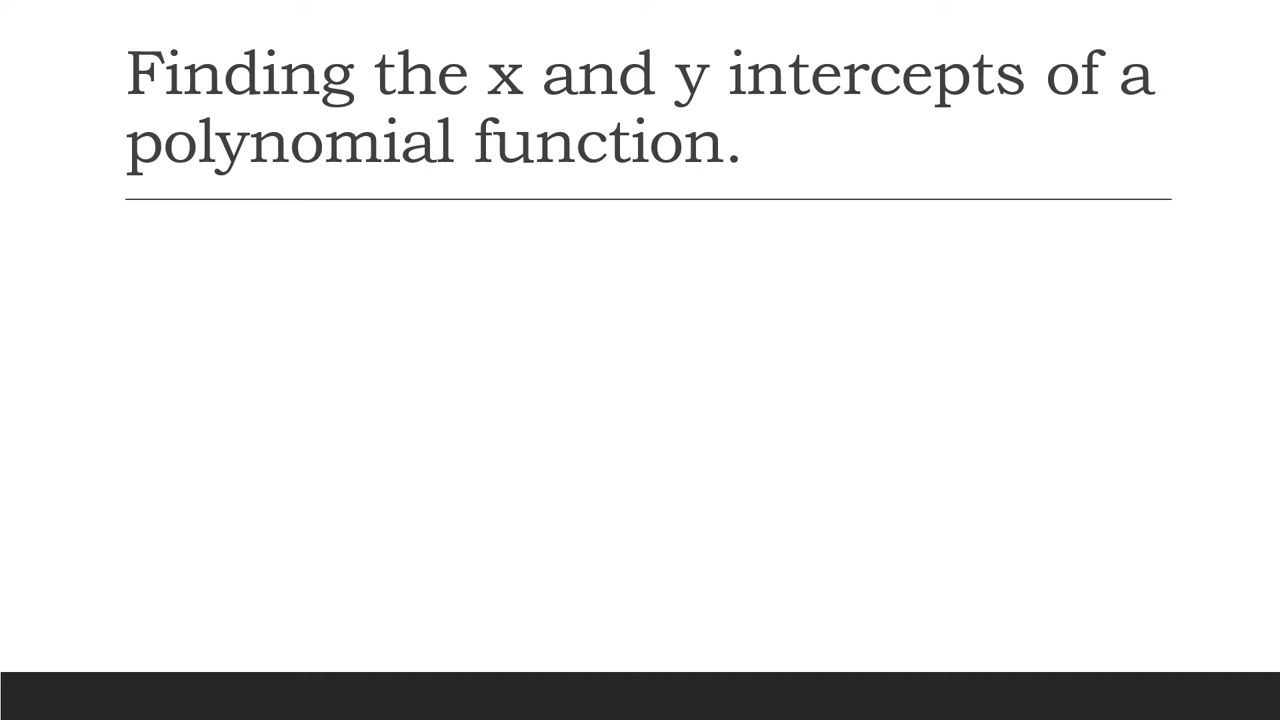 Finding the x and y intercepts of a
polynomial function.